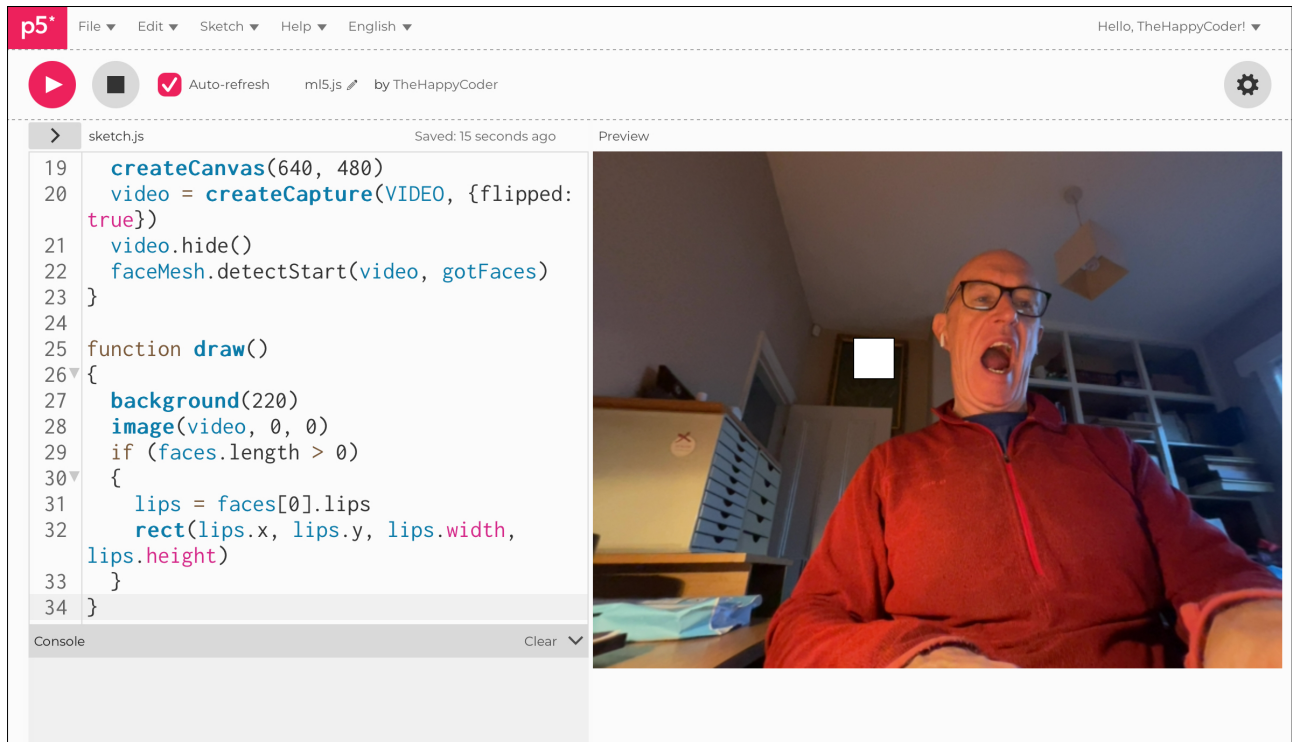 p5* File Edit Sketch Help English Hello, TheHappyCoder!
Auto-refresh ml5.js by TheHappyCoder
sketch.js Saved: 15 seconds ago Preview
19 createCanvas(640, 480)
20 video = createCapture(VIDEO, {flipped:
true})
21 video.hide()
22 faceMesh.detectStart(video, gotFaces)
23 }
24
25 function draw()
26 {
27 background(220)
28 image(video, 0, 0)
29 if (faces.length > 0)
30 {
31 lips = faces[0].lips
32 rect(lips.x, lips.y, lips.width,
lips.height)
33 }
34 }
Console Clear